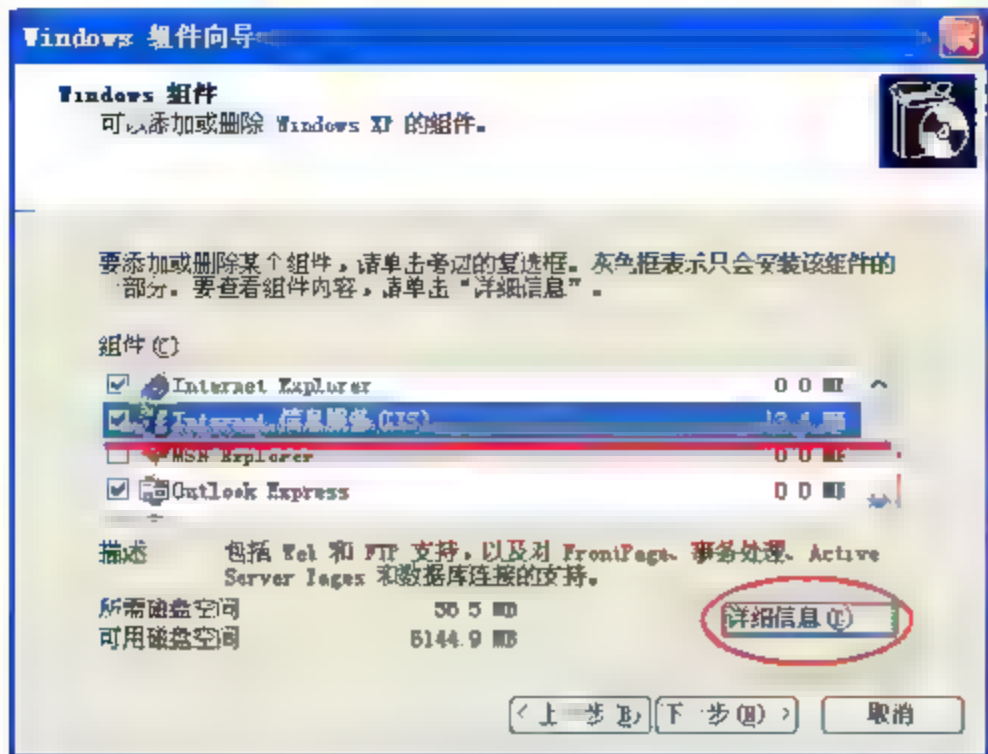 Windows 组件向导
Windows 组件
可以添加或删除 Windows XP 的组件。
要添加或删除某个组件，请单击旁边的复选框。灰色框表示只会安装该组件的
一部分。要查看组件内容，请单击“详细信息”。
组件(C)
Internet Explorer 0.0 MB
Internet 信息服务(IIS)
MSN Explorer 0.0 MB
Outlook Express 0.0 MB
描述 包括 Web 和 FTP 支持，以及对 FrontPage、事务处理、Active
Server Pages 和数据库连接的支持。
所需磁盘空间
可用磁盘空间 5144.9 MB
详细信息(D)
< 上一步(B) 下一步(N) > 取消